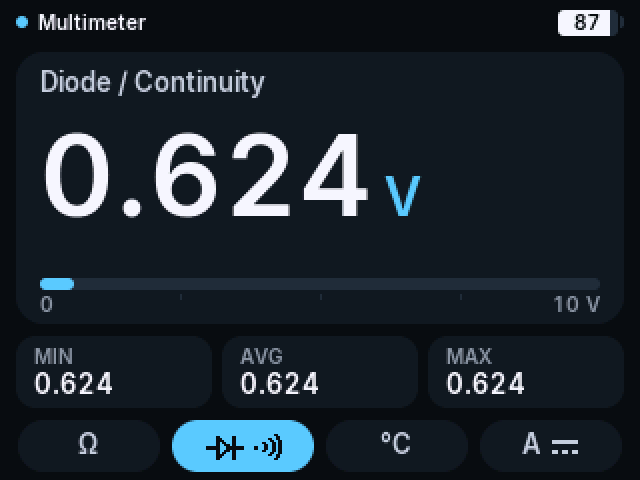 Multimeter 87
Diode / Continuity
0.624 V
0 10 V
MIN AVG MAX
0.624 0.624 0.624
Ω °C A